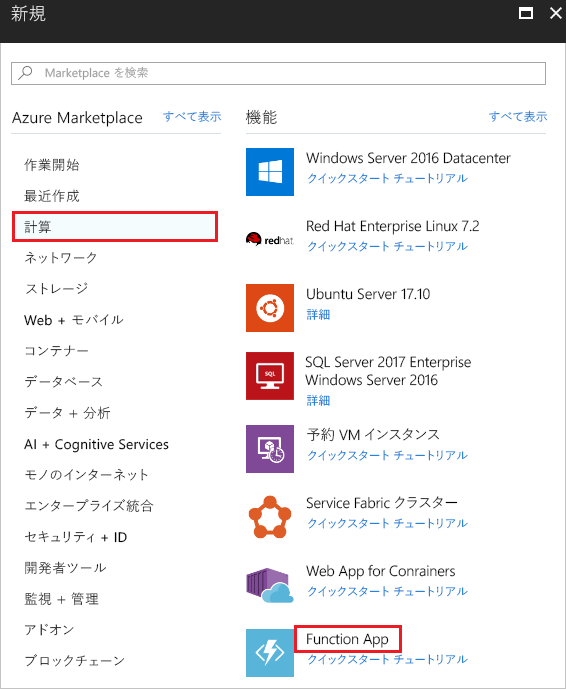 新規
Marketplace を検索
Azure Marketplace すべて表示
作業開始
最近作成
計算
ネットワーク
ストレージ
Web + モバイル
コンテナー
データベース
データ + 分析
AI + Cognitive Services
モノのインターネット
エンタープライズ統合
セキュリティ + ID
開発者ツール
監視 + 管理
アドオン
ブロックチェーン
機能 すべて表示
Windows Server 2016 Datacenter
クイックスタート チュートリアル
redhat
Red Hat Enterprise Linux 7.2
クイックスタート チュートリアル
Ubuntu Server 17.10
詳細
SQL
SQL Server 2017 Enterprise
Windows Server 2016
詳細
予約 VM インスタンス
クイックスタート チュートリアル
Service Fabric クラスター
クイックスタート チュートリアル
Web App for Conrainers
クイックスタート チュートリアル
Function App
クイックスタート チュートリアル